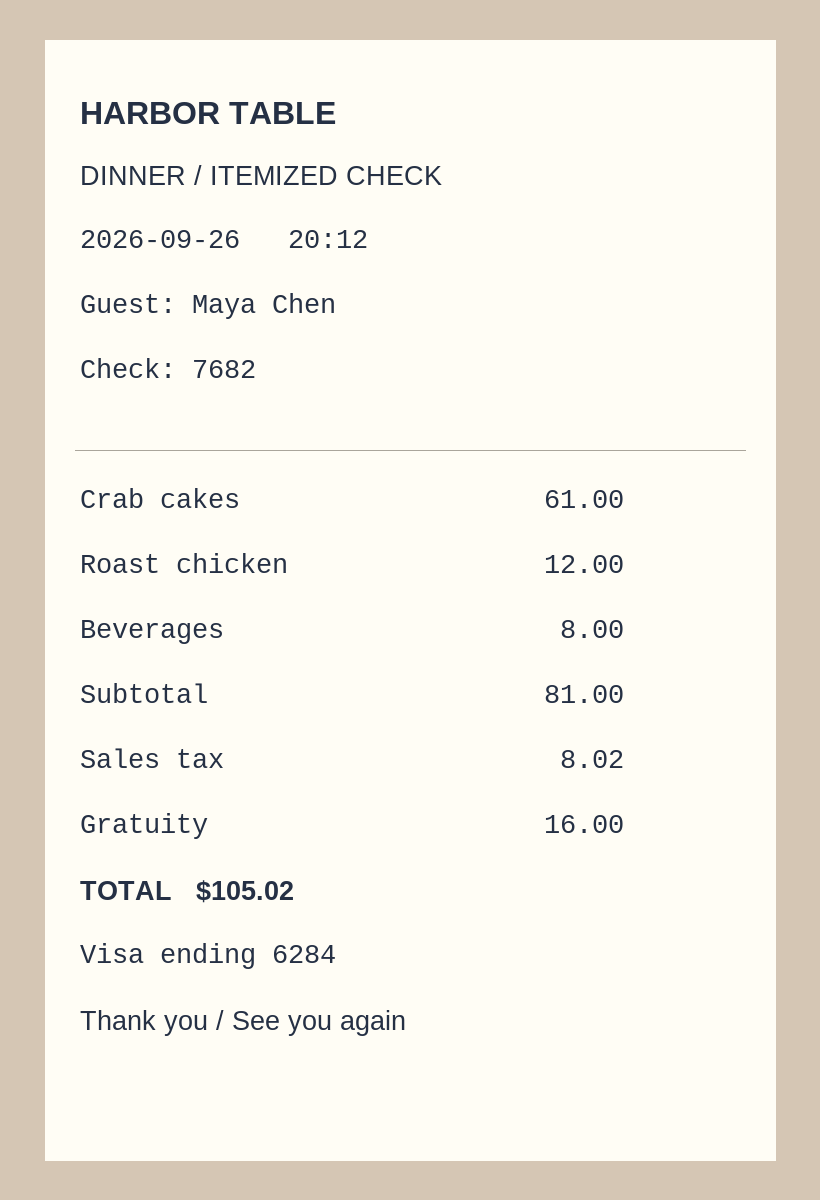 HARBOR TABLE
DINNER / ITEMIZED CHECK
2026-09-26   20:12
Guest: Maya Chen
Check: 7682
Crab cakes 61.00
Roast chicken 12.00
Beverages 8.00
Subtotal 81.00
Sales tax 8.02
Gratuity 16.00
TOTAL $105.02
Visa ending 6284
Thank you / See you again